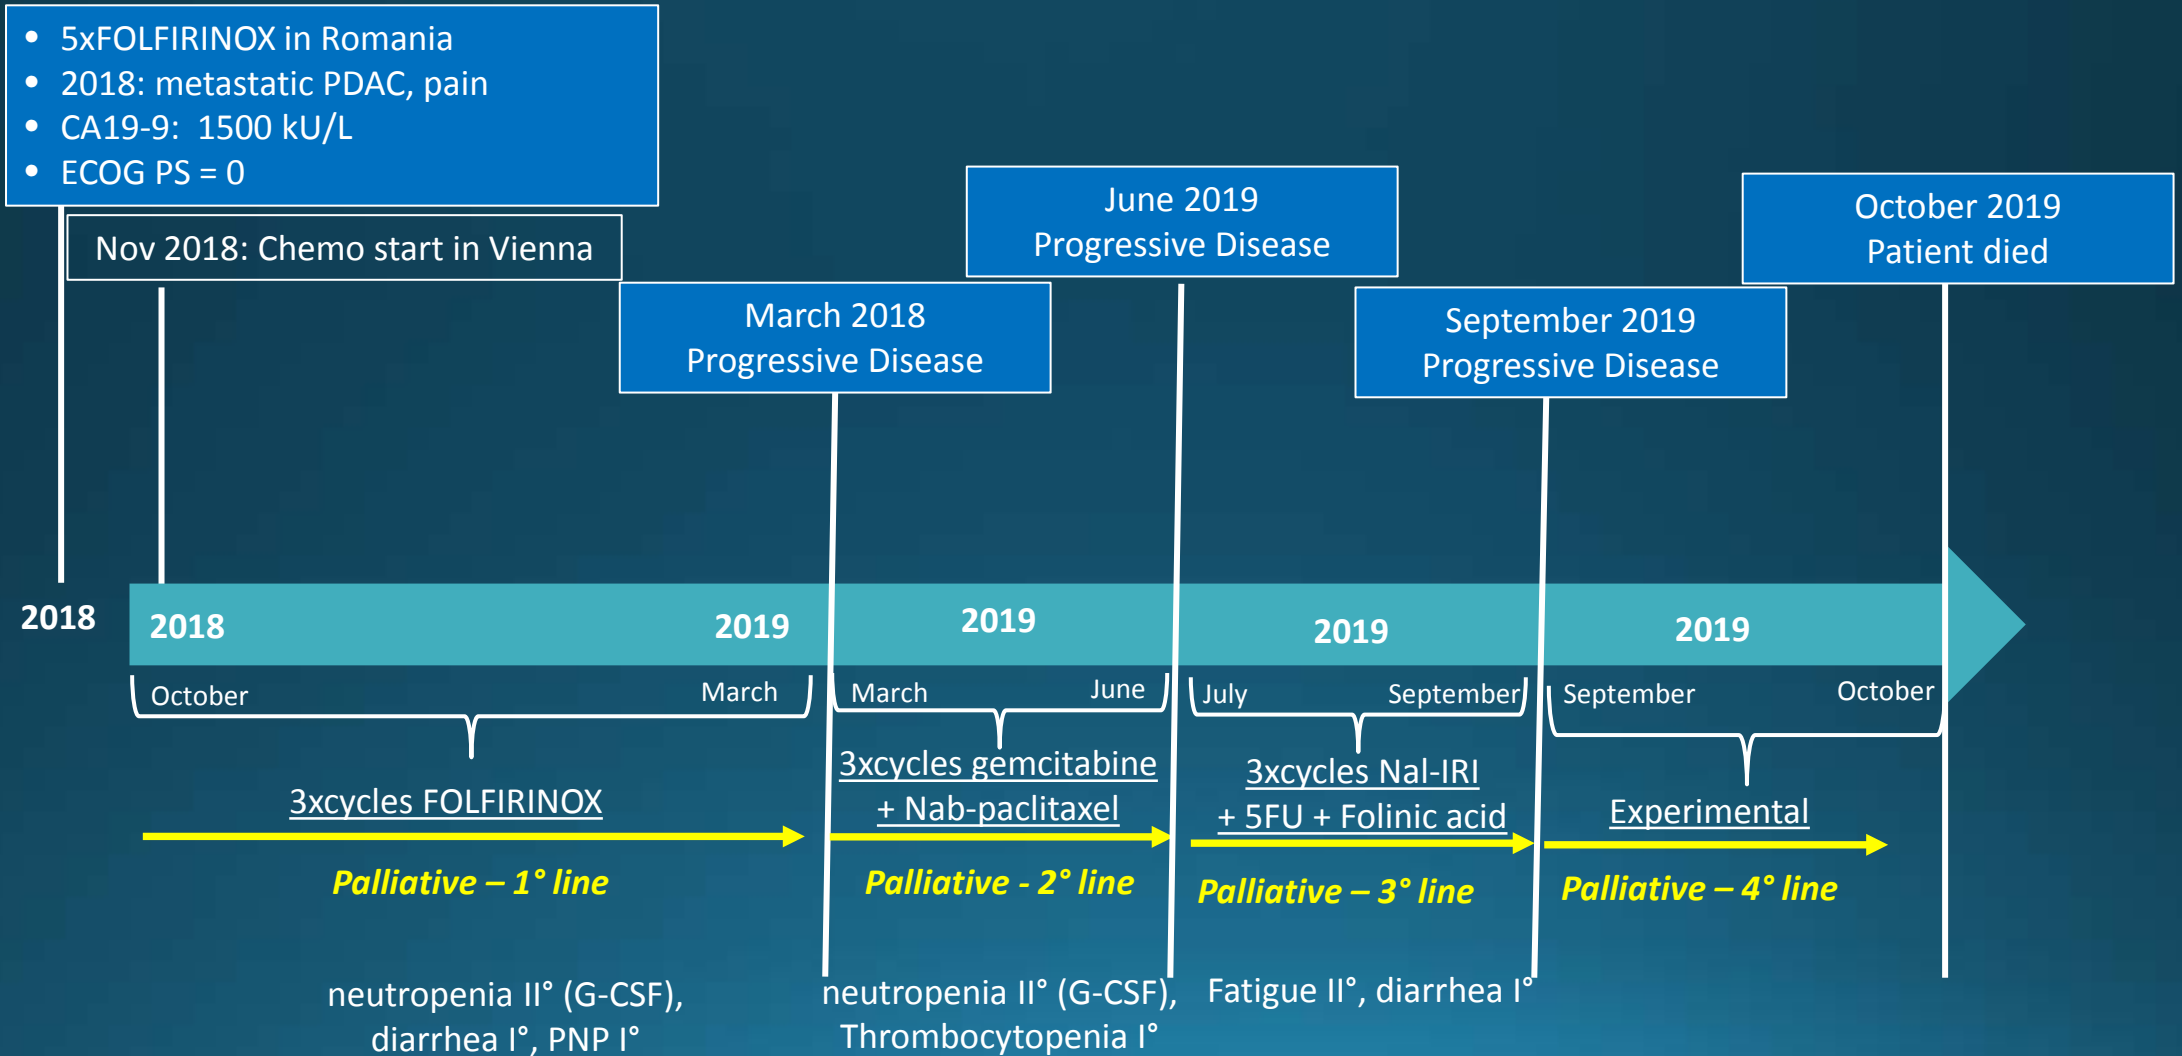 • 5xFOLFIRINOX in Romania
• 2018: metastatic PDAC, pain
• CA19-9: 1500 kU/L
• ECOG PS = 0
Nov 2018: Chemo start in Vienna
March 2018
Progressive Disease
June 2019
Progressive Disease
September 2019
Progressive Disease
October 2019
Patient died
2018
2018
2019
2019
2019
2019
October
March
March
June
July
September
September
October
3xcycles FOLFIRINOX
Palliative – 1° line
3xcycles gemcitabine
+ Nab-paclitaxel
Palliative - 2° line
3xcycles Nal-IRI
+ 5FU + Folinic acid
Palliative – 3° line
Experimental
Palliative – 4° line
neutropenia II° (G-CSF),
diarrhea I°, PNP I°
neutropenia II° (G-CSF),
Thrombocytopenia I°
Fatigue II°, diarrhea I°